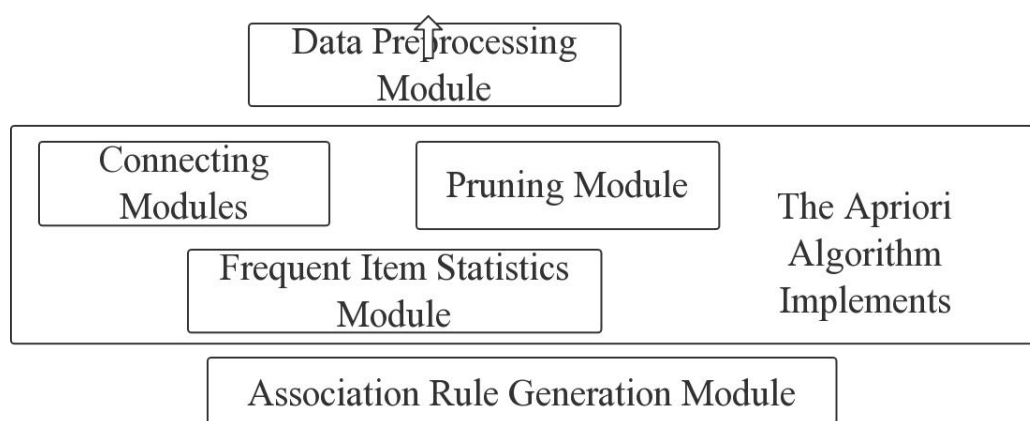 Data Preprocessing
Module
Connecting
Modules
Pruning Module
Frequent Item Statistics
Module
The Apriori
Algorithm
Implements
Association Rule Generation Module